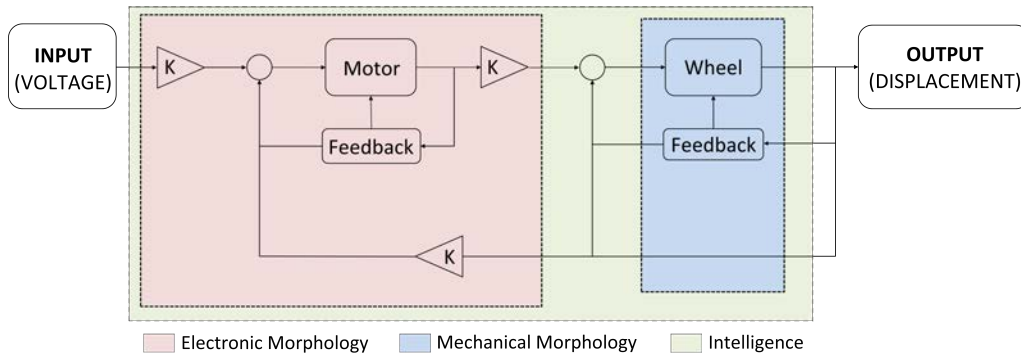 INPUT
(VOLTAGE)
K
Motor
K
Wheel
OUTPUT
(DISPLACEMENT)
Feedback
Feedback
K
Electronic Morphology
Mechanical Morphology
Intelligence